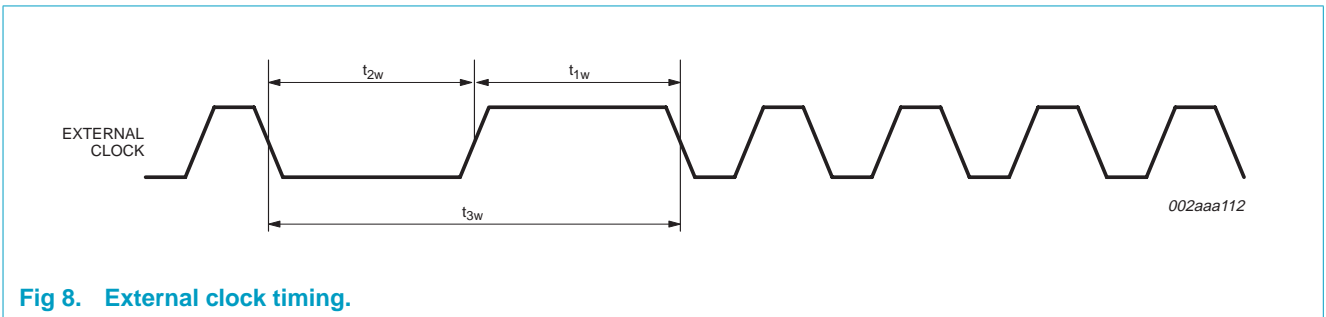 t2w
t1w
EXTERNAL
CLOCK
t3w
002aaa112
Fig 8. External clock timing.